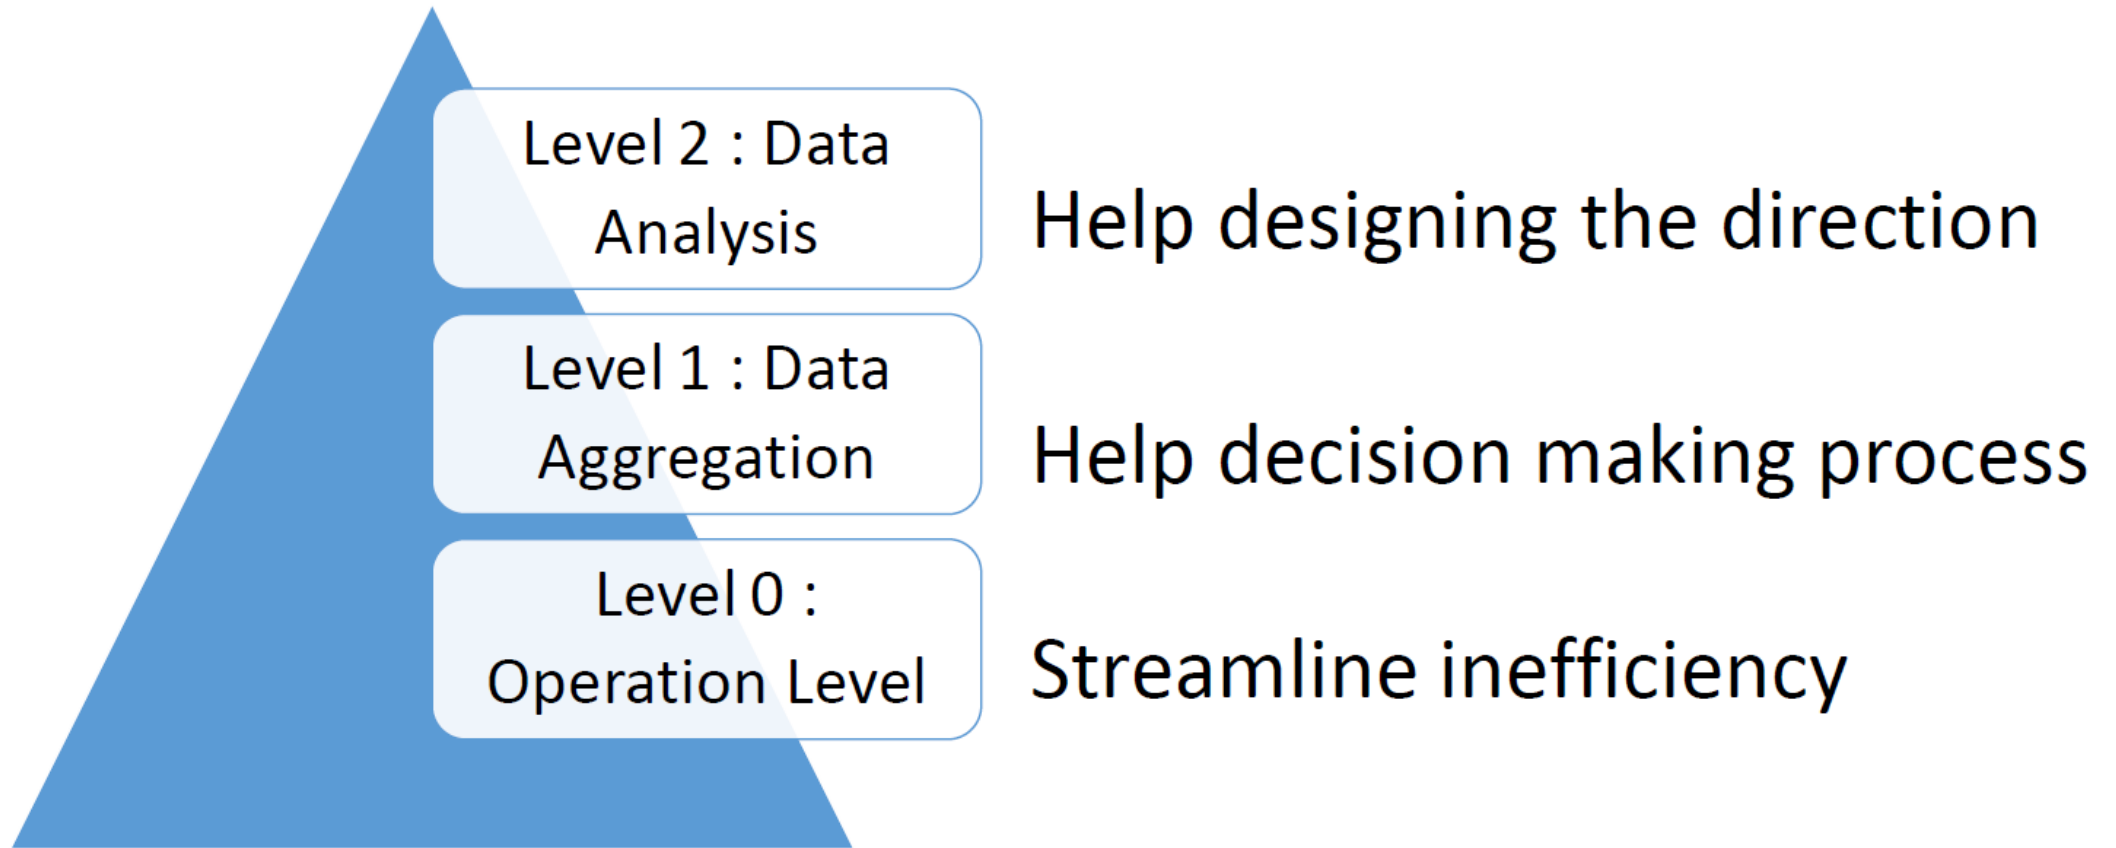 Level 2 : Data
Analysis
Help designing the direction
Level 1 : Data
Aggregation
Help decision making process
Level 0 :
Operation Level
Streamline inefficiency